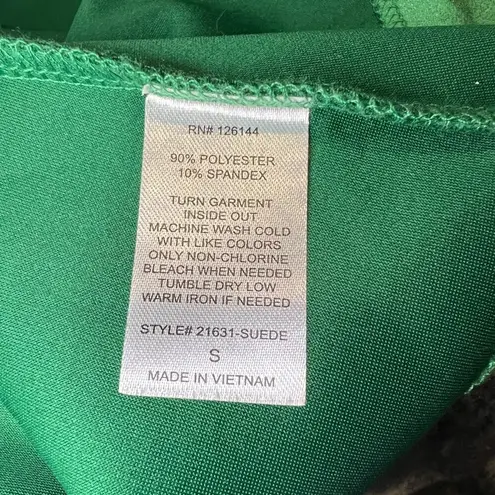 RN# 126144
90% POLYESTER
10% SPANDEX
TURN GARMENT
INSIDE OUT
MACHINE WASH COLD
WITH LIKE COLORS
ONLY NON-CHLORINE
BLEACH WHEN NEEDED
TUMBLE DRY LOW
WARM IRON IF NEEDED
STYLE# 21631-SUEDE
S
MADE IN VIETNAM